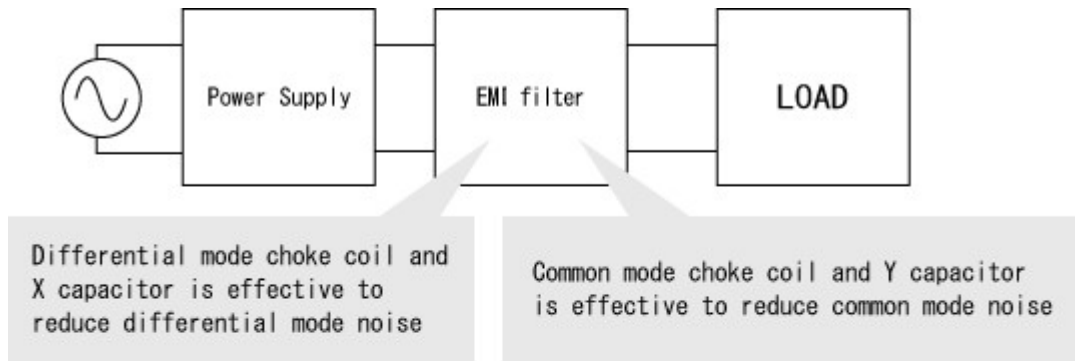 Power Supply
EMI filter
LOAD
Differential mode choke coil and
X capacitor is effective to
reduce differential mode noise
Common mode choke coil and Y capacitor
is effective to reduce common mode noise